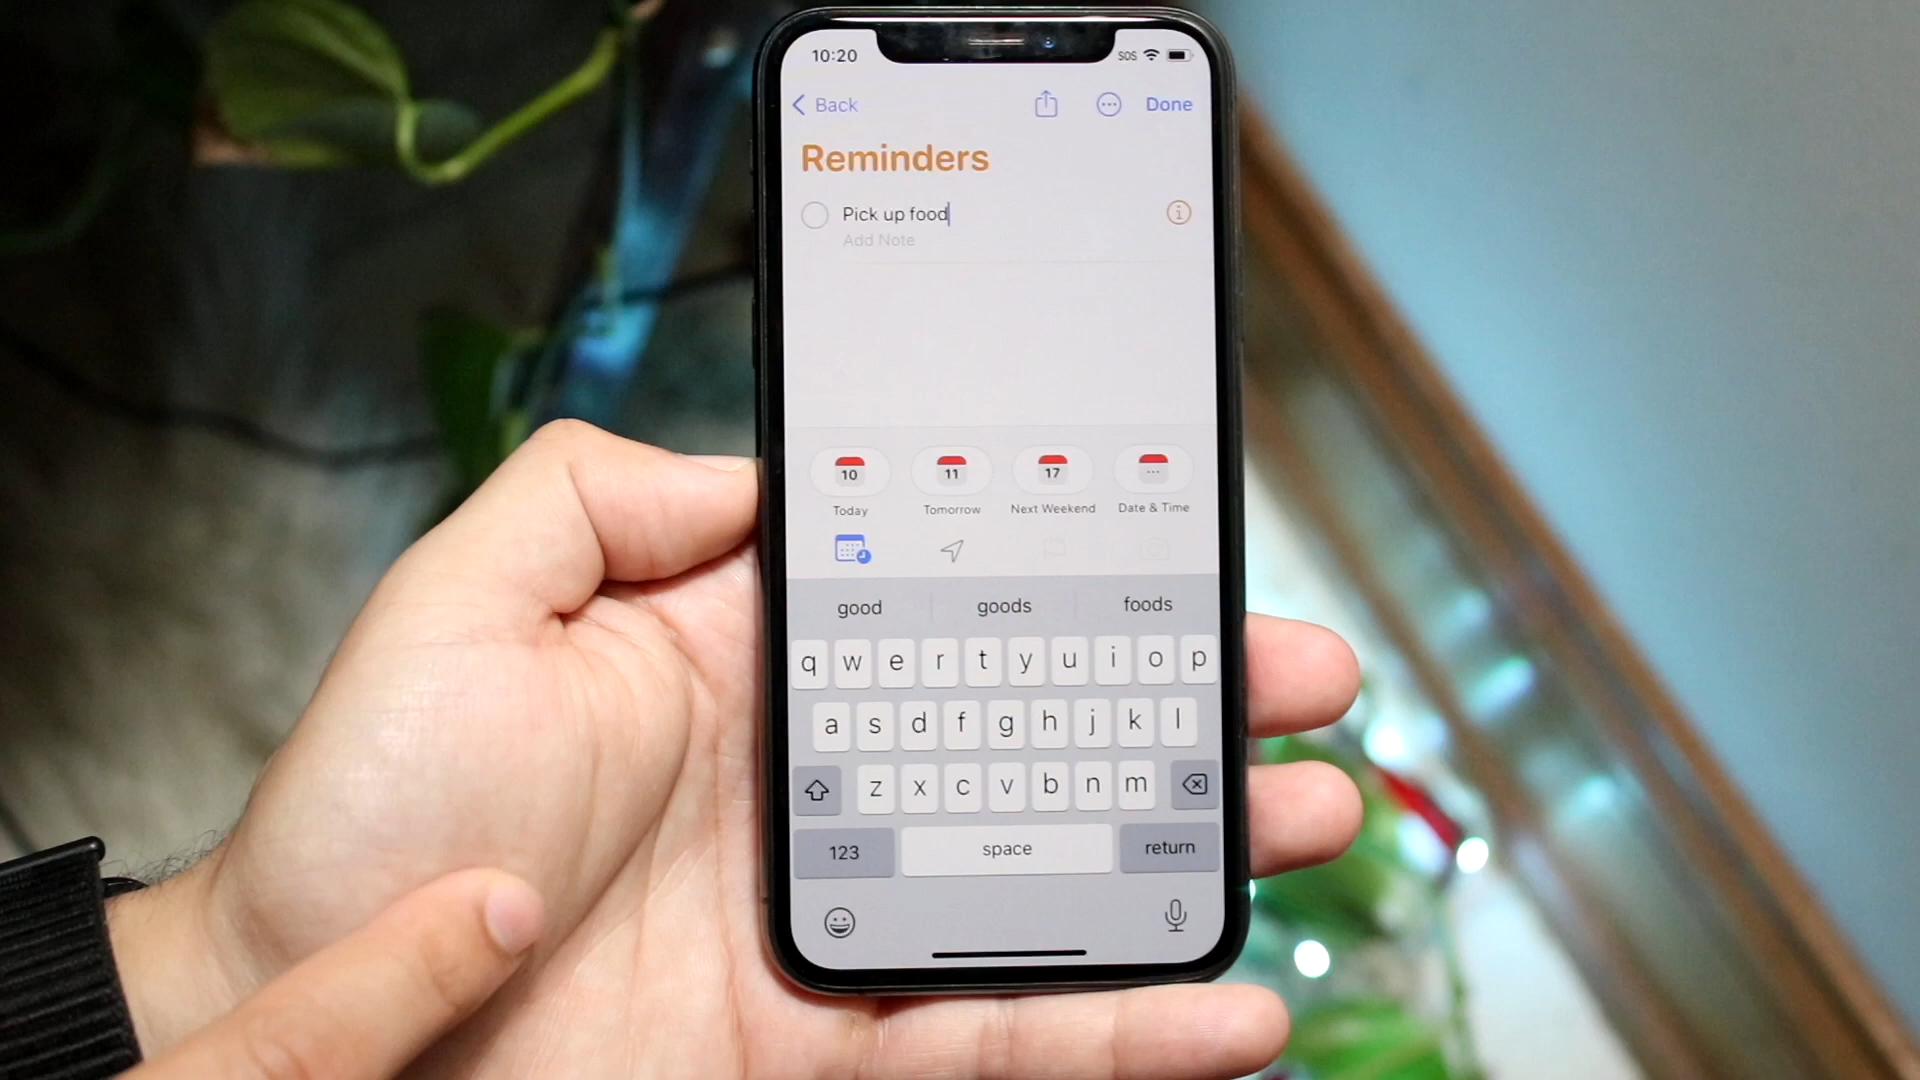 10:20 SOS
Back Done
Reminders
Pick up food
Add Note
10 11 17
Today Tomorrow Next Weekend Date & Time
good goods foods
q w e r t y u i o p
a s d f g h j k l
z x c v b n m
123 space return